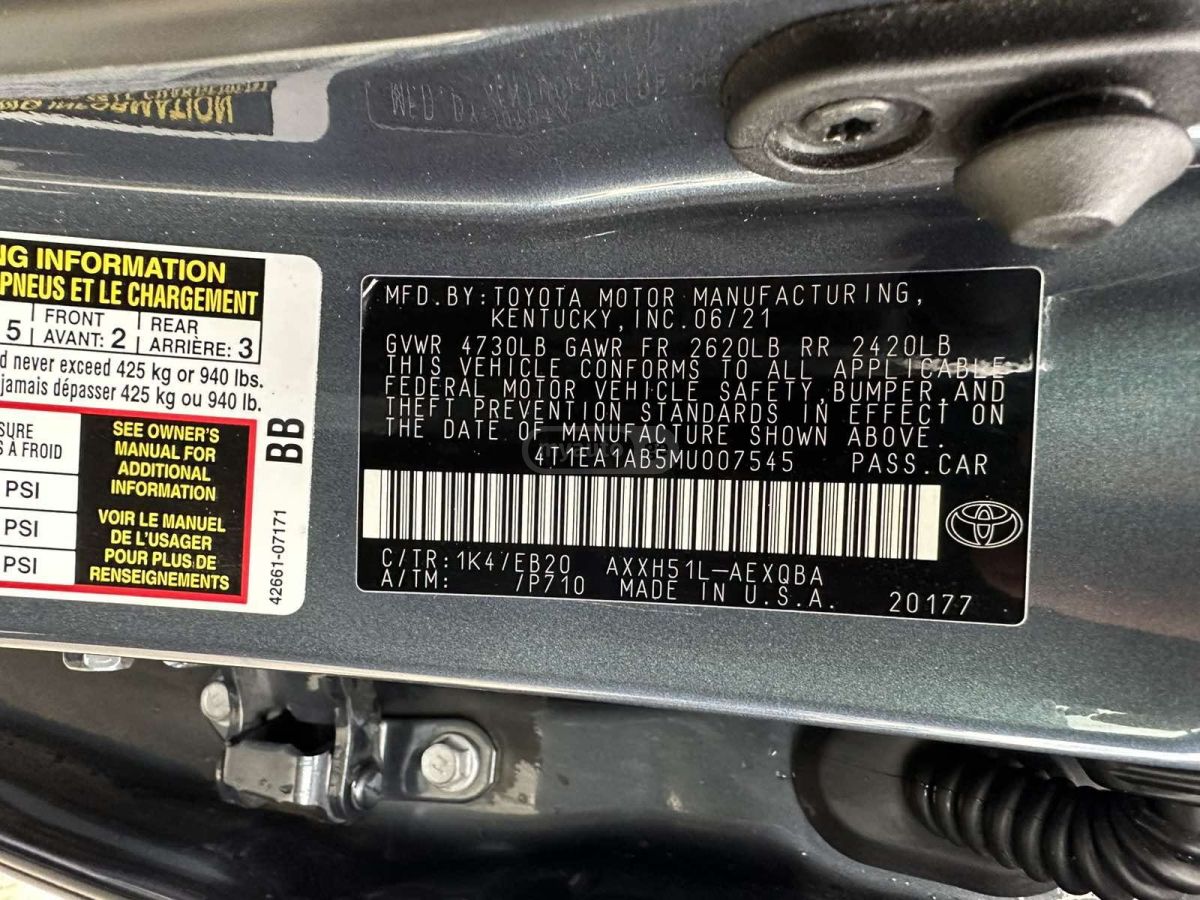 NG INFORMATION
PNEUS ET LE CHARGEMENT
5 FRONT AVANT: 2 REAR ARRIÈRE: 3
d never exceed 425 kg or 940 lbs.
jamais dépasser 425 kg ou 940 lb.
SURE
S À FROID
PSI
PSI
PSI
SEE OWNER'S
MANUAL FOR
ADDITIONAL
INFORMATION
VOIR LE MANUEL
DE L'USAGER
POUR PLUS DE
RENSEIGNEMENTS
BB
42661-07171
MFD.BY:TOYOTA MOTOR MANUFACTURING,
KENTUCKY,INC.06/21
GVWR 4730LB GAWR FR 2620LB RR 2420LB
THIS VEHICLE CONFORMS TO ALL APPLICABLE
FEDERAL MOTOR VEHICLE SAFETY,BUMPER,AND
THEFT PREVENTION STANDARDS IN EFFECT ON
THE DATE OF MANUFACTURE SHOWN ABOVE.
4T1EA1AB5MU007545 PASS.CAR
C/TR:1K4/EB20 AXXH51L-AEXQBA
A/TM: /P710 MADE IN U.S.A. 20177